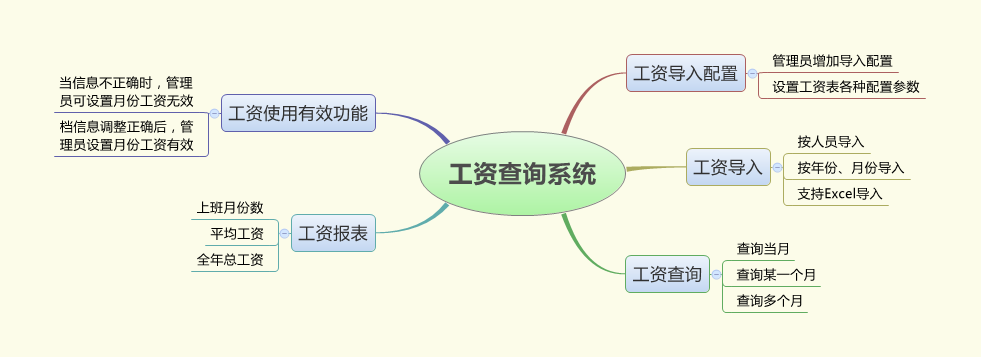 工资查询系统
工资导入配置
管理员增加导入配置
设置工资表各种配置参数
工资导入
按人员导入
按年份、月份导入
支持Excel导入
工资查询
查询当月
查询某一个月
查询多个月
工资使用有效功能
当信息不正确时，管理
员可设置月份工资无效
档信息调整正确后，管
理员设置月份工资有效
工资报表
上班月份数
平均工资
全年总工资